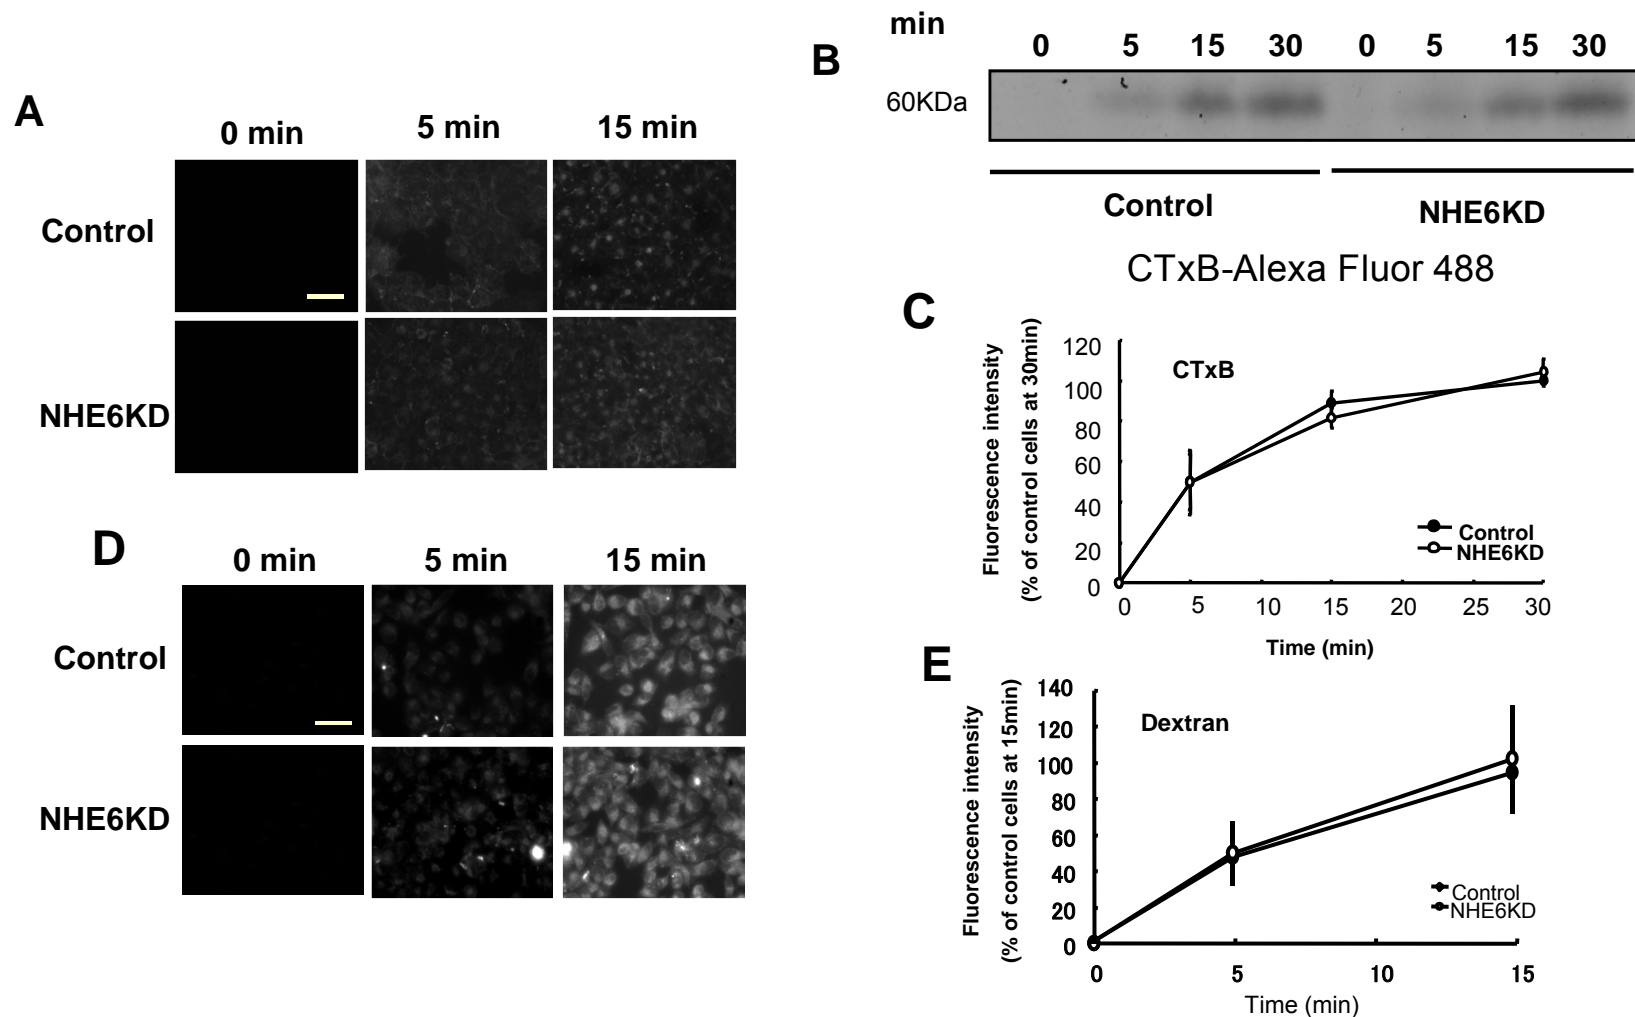 A
0 min 5 min 15 min
Control
NHE6KD
B
min
0 5 15 30 0 5 15 30
60KDa
Control NHE6KD
CTxB-Alexa Fluor 488
C
Fluorescence intensity
(% of control cells at 30min)
120
100
80
60
40
20
0
CTxB
Control
NHE6KD
0 5 10 15 20 25 30
Time (min)
D
0 min 5 min 15 min
Control
NHE6KD
E
Fluorescence intensity
(% of control cells at 15min)
140
120
100
80
60
40
20
0
Dextran
Control
NHE6KD
0 5 10 15
Time (min)